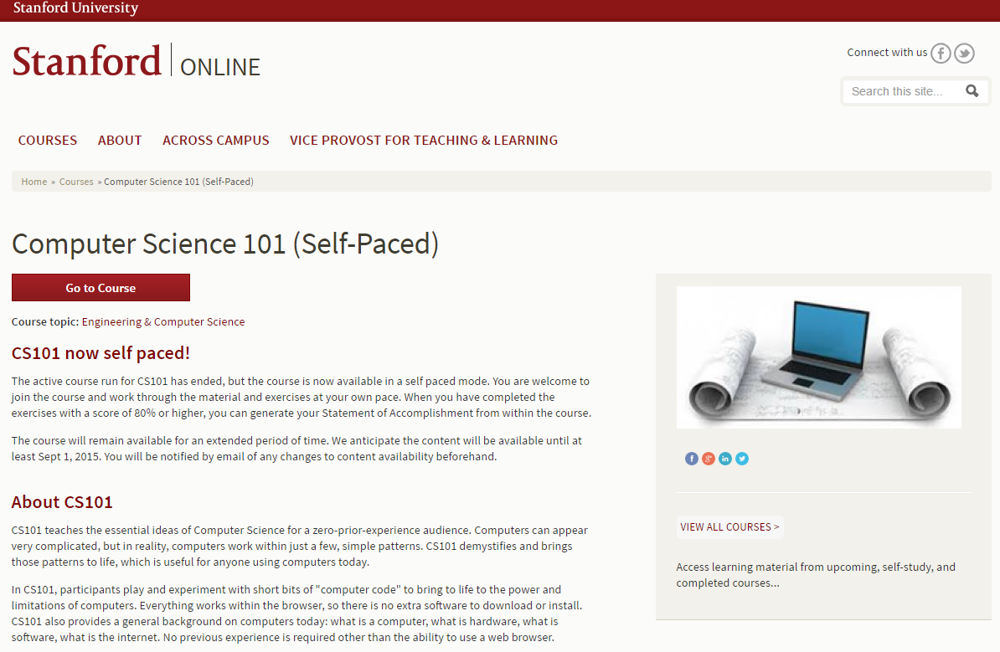 Stanford University
Stanford ONLINE
Connect with us
Search this site...
COURSES ABOUT ACROSS CAMPUS VICE PROVOST FOR TEACHING & LEARNING
Home » Courses » Computer Science 101 (Self-Paced)
Computer Science 101 (Self-Paced)
Go to Course
Course topic: Engineering & Computer Science
CS101 now self paced!
The active course run for CS101 has ended, but the course is now available in a self paced mode. You are welcome to
join the course and work through the material and exercises at your own pace. When you have completed the
exercises with a score of 80% or higher, you can generate your Statement of Accomplishment from within the course.
The course will remain available for an extended period of time. We anticipate the content will be available until at
least Sept 1, 2015. You will be notified by email of any changes to content availability beforehand.
About CS101
CS101 teaches the essential ideas of Computer Science for a zero-prior-experience audience. Computers can appear
very complicated, but in reality, computers work within just a few, simple patterns. CS101 demystifies and brings
those patterns to life, which is useful for anyone using computers today.
In CS101, participants play and experiment with short bits of "computer code" to bring to life to the power and
limitations of computers. Everything works within the browser, so there is no extra software to download or install.
CS101 also provides a general background on computers today: what is a computer, what is hardware, what is
software, what is the internet. No previous experience is required other than the ability to use a web browser.
VIEW ALL COURSES >
Access learning material from upcoming, self-study, and
completed courses...